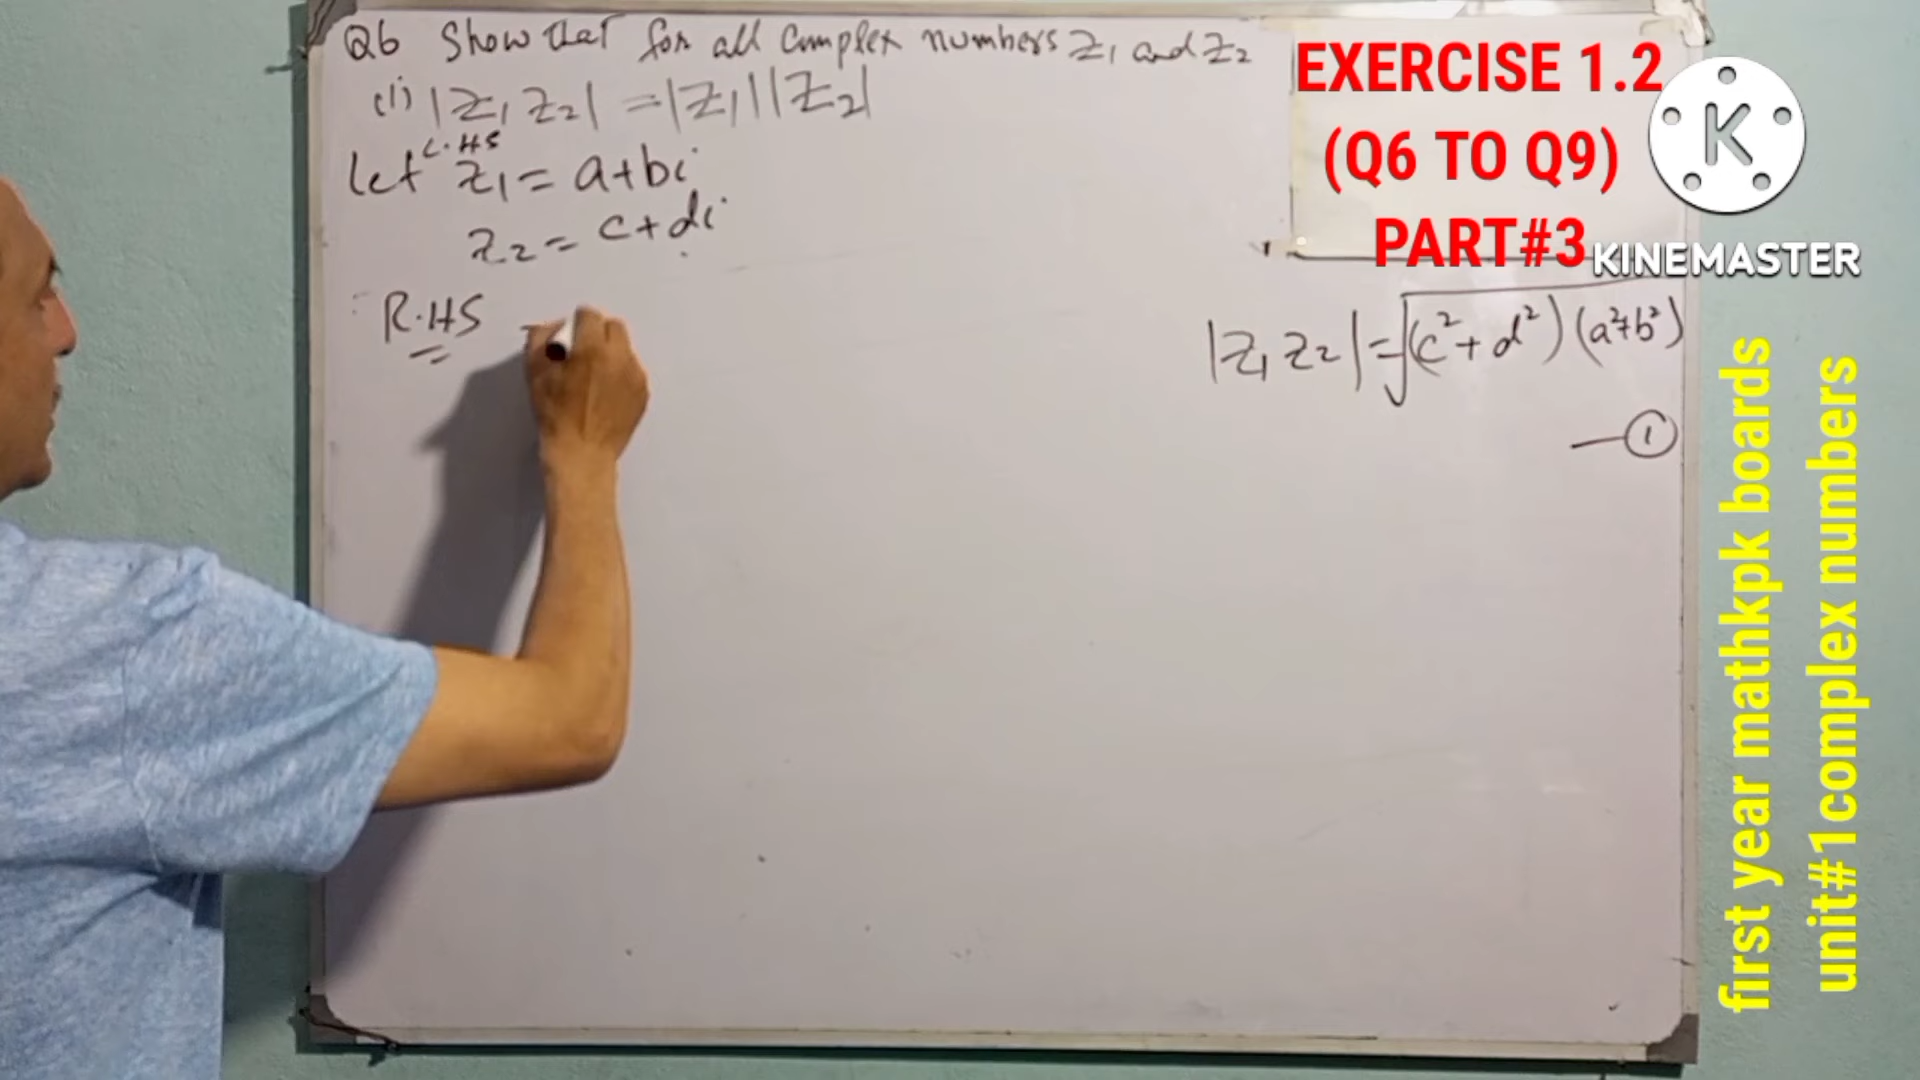 Q6 Show that for all Complex numbers z₁ and z₂
(i) |z₁ z₂| = |z₁| |z₂|
L.HS
let z₁ = a+bi
z₂ = c+di
R.HS =
|z₁ z₂| = √(c²+d²)(a²+b²)
—①
EXERCISE 1.2
(Q6 TO Q9)
PART#3
K
KINEMASTER
first year mathkpk boards
unit#1complex numbers